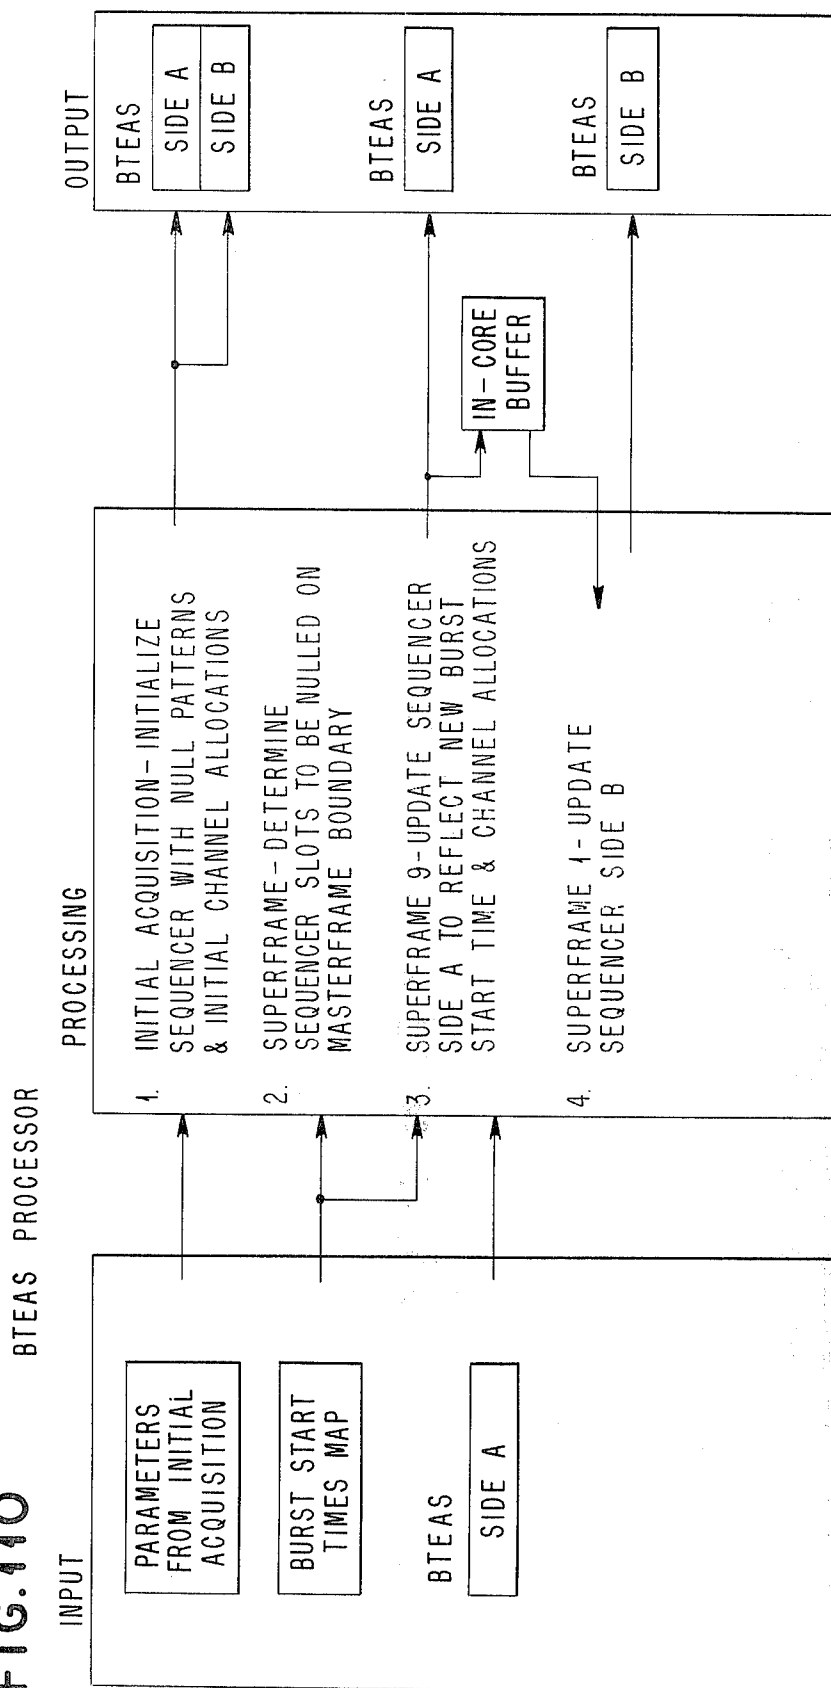 FIG. 110
BTEAS PROCESSOR
INPUT
PARAMETERS
FROM INITIAL
ACQUISITION
BURST START
TIMES MAP
BTEAS
SIDE A
PROCESSING
1. INITIAL ACQUISITION-INITIALIZE
SEQUENCER WITH NULL PATTERNS
& INITIAL CHANNEL ALLOCATIONS
2. SUPERFRAME-DETERMINE
SEQUENCER SLOTS TO BE NULLED ON
MASTERFRAME BOUNDARY
3. SUPERFRAME 9-UPDATE SEQUENCER
SIDE A TO REFLECT NEW BURST
START TIME & CHANNEL ALLOCATIONS
4. SUPERFRAME 1-UPDATE
SEQUENCER SIDE B
IN-CORE
BUFFER
OUTPUT
BTEAS
SIDE A
SIDE B
BTEAS
SIDE A
BTEAS
SIDE B